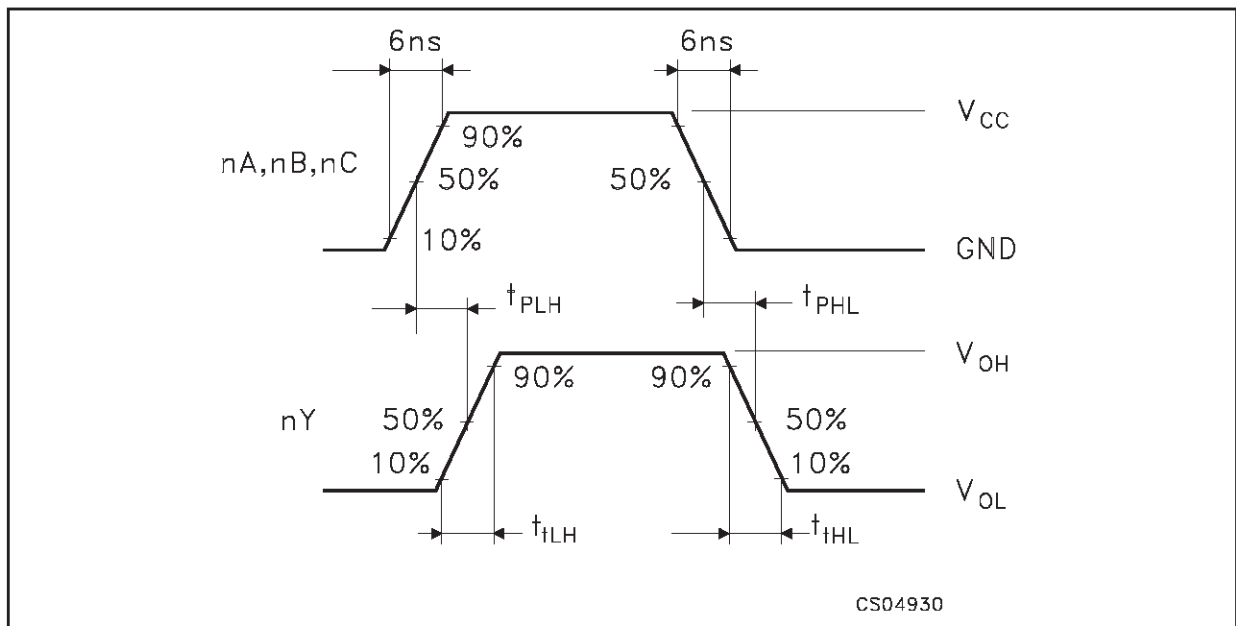 6ns 6ns
V_CC
90%
nA,nB,nC
50% 50%
10%
GND
t_PLH t_PHL
V_OH
90% 90%
nY 50% 50%
10% 10%
V_OL
t_tLH t_tHL
CS04930